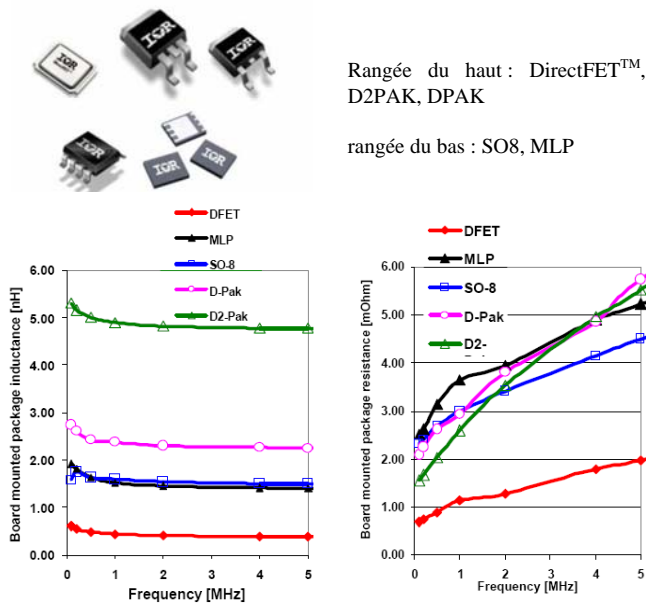 IOR
IOR
IOR
IOR
IOR
IOR
Rangée du haut : DirectFET™,
D2PAK, DPAK
rangée du bas : SO8, MLP
DFET
MLP
SO-8
D-Pak
D2-Pak
Board mounted package inductance [nH]
6.00
5.00
4.00
3.00
2.00
1.00
0.00
0
1
2
3
4
5
Frequency [MHz]
DFET
MLP
SO-8
D-Pak
D2-
Board mounted package resistance [mOhm]
6.00
5.00
4.00
3.00
2.00
1.00
0.00
0
1
2
3
4
5
Frequency [MHz]